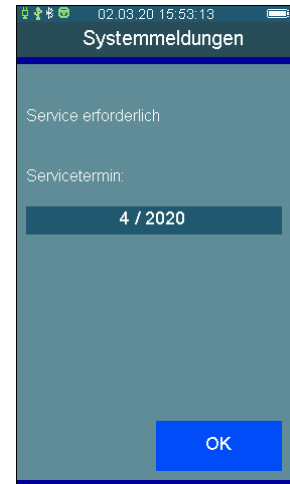 02.03.20 15:53:13
Systemmeldungen
Service erforderlich
Servicetermin:
4 / 2020
OK